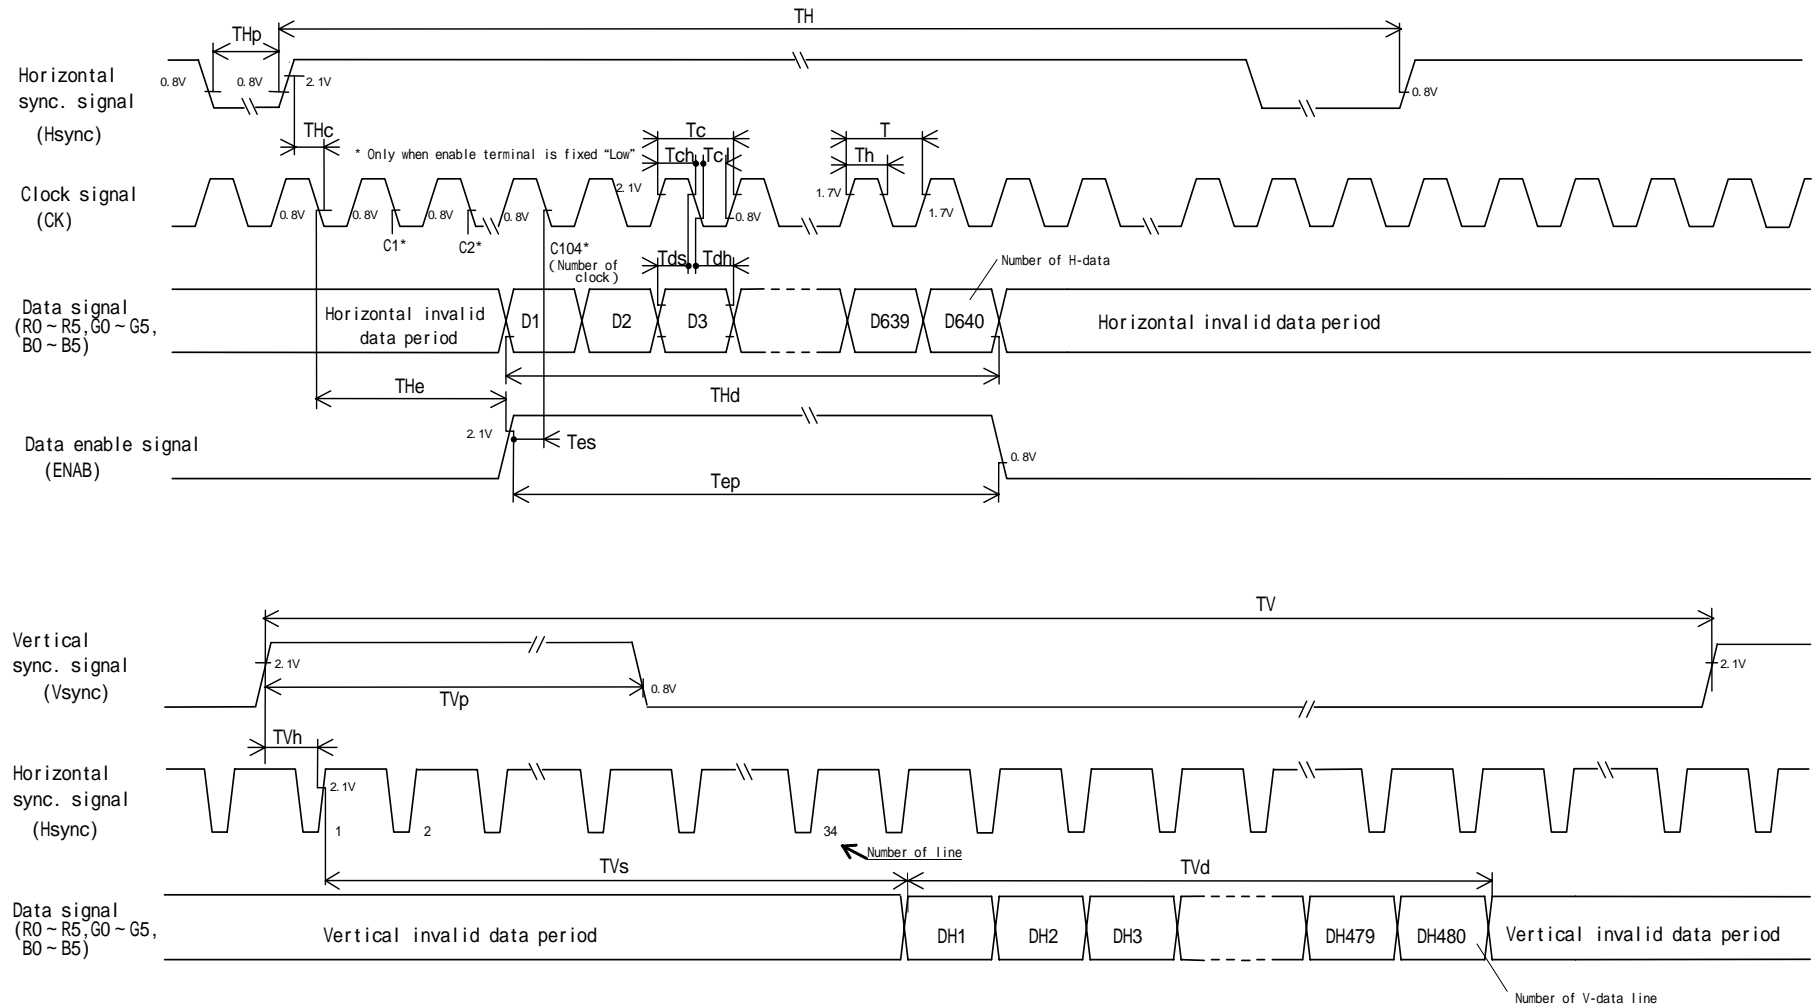 TH
THp
Horizontal
sync. signal
(Hsync)
0.8V
0.8V
2.1V
0.8V
THc
* Only when enable terminal is fixed “Low”
Tc
Tch
Tcl
T
Th
Clock signal
(CK)
0.8V
0.8V
0.8V
0.8V
2.1V
0.8V
1.7V
1.7V
C1*
C2*
C104*
(Number of
clock)
Tds
Tdh
Number of H-data
Data signal
(R0～R5,G0～G5,
B0～B5)
Horizontal invalid
data period
D1
D2
D3
D639
D640
Horizontal invalid data period
THe
THd
Data enable signal
(ENAB)
2.1V
Tes
0.8V
Tep
TV
Vertical
sync. signal
(Vsync)
2.1V
2.1V
TVp
0.8V
TVh
Horizontal
sync. signal
(Hsync)
2.1V
1
2
34
Number of line
TVs
TVd
Data signal
(R0～R5,G0～G5,
B0～B5)
Vertical invalid data period
DH1
DH2
DH3
DH479
DH480
Vertical invalid data period
Number of V-data line